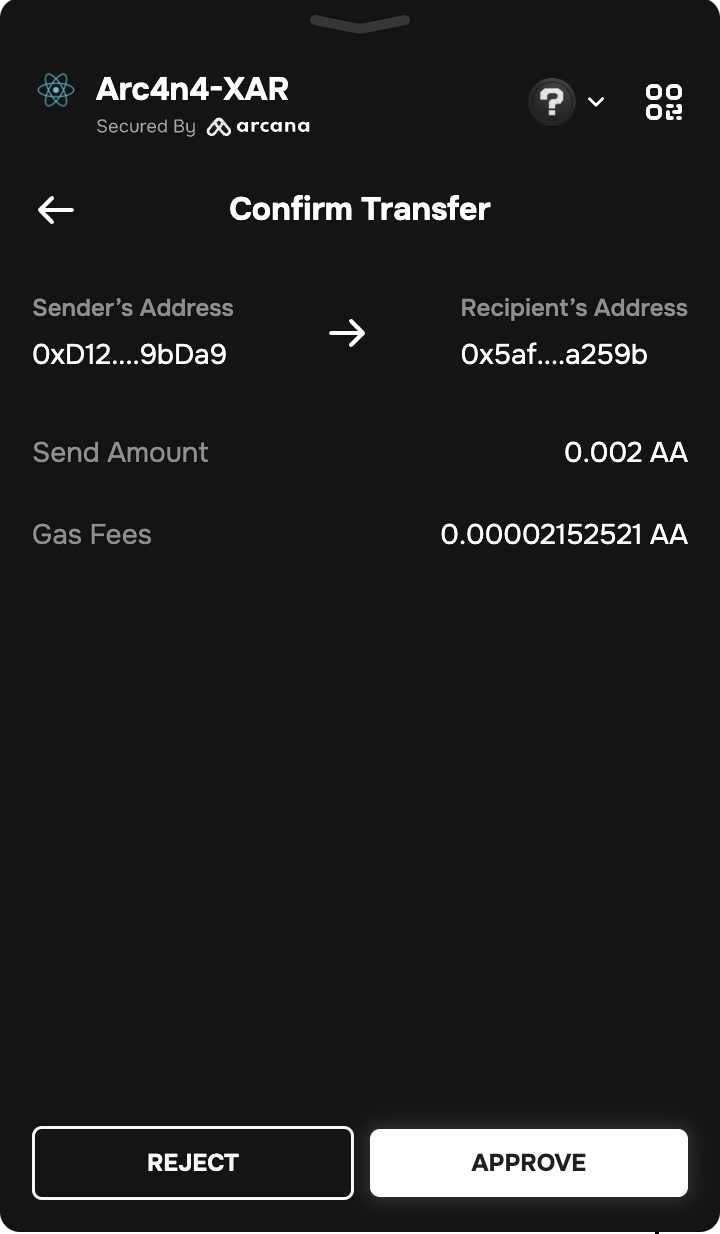 Arc4n4-XAR
Secured By arcana
?
Confirm Transfer
Sender’s Address
0xD12....9bDa9
Recipient’s Address
0x5af....a259b
Send Amount 0.002 AA
Gas Fees 0.00002152521 AA
REJECT APPROVE